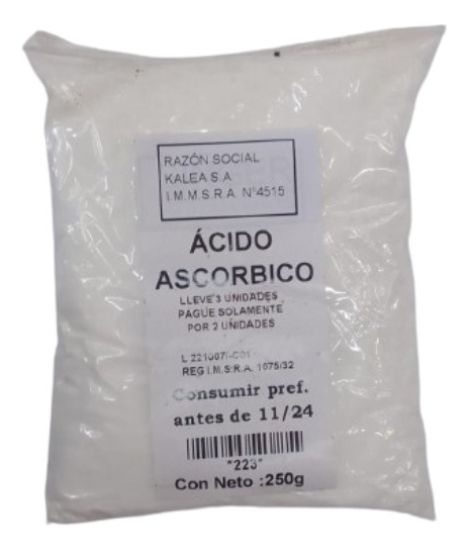 RAZÓN SOCIAL
KALEA S.A
I.M.M.S.R.A. N°4515
ÁCIDO
ASCORBICO
LLEVE 3 UNIDADES
PAGUE SOLAMENTE
POR 2 UNIDADES
REG I.M.S.R.A. 1075/32
Consumir pref.
antes de 11/24
"223"
Con Neto :250g